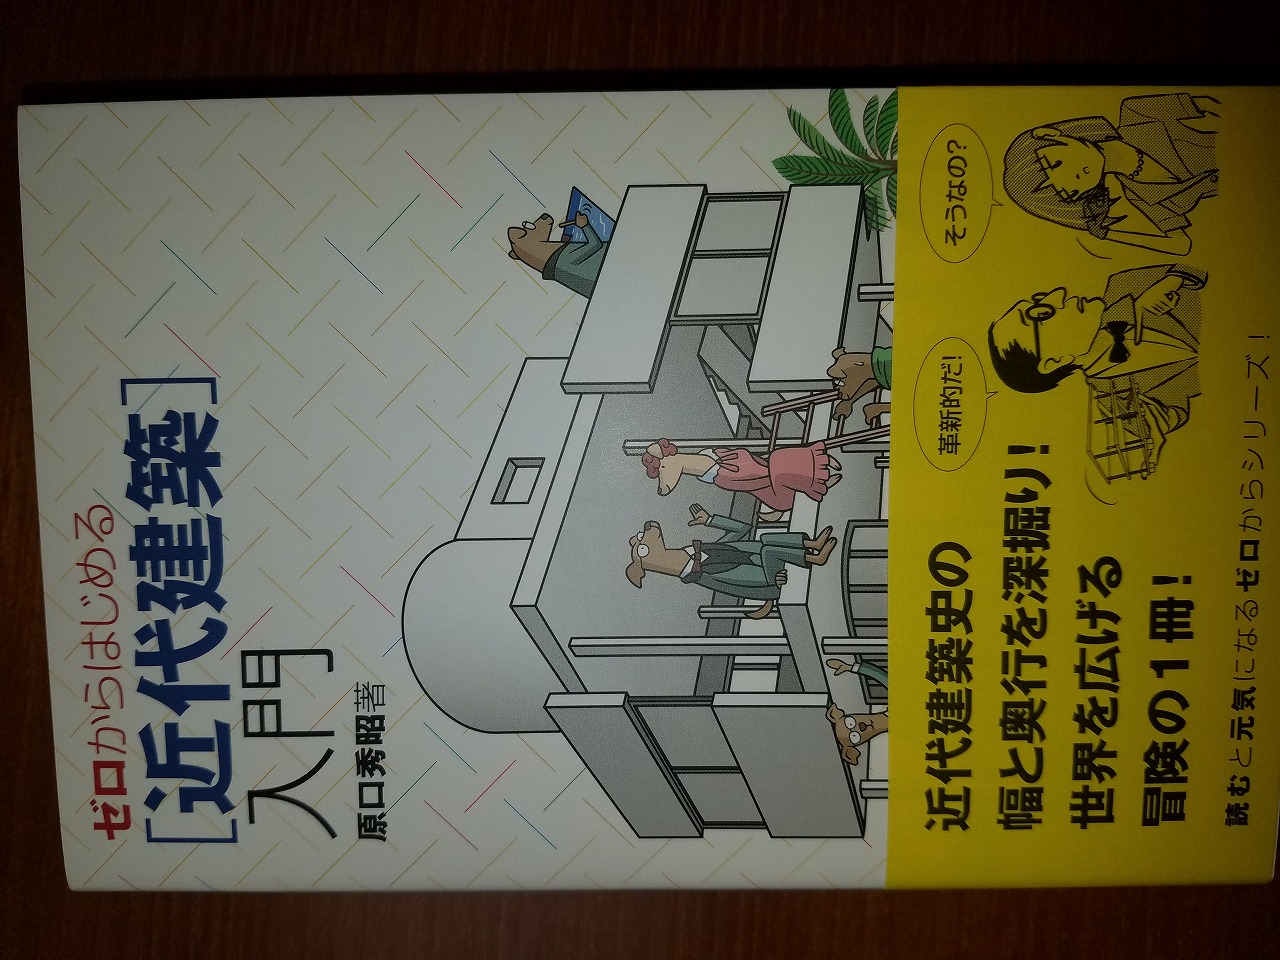 ゼロからはじめる
[近代建築]
入門
原口秀昭著
そうなの?
革新的だ!
近代建築史の
幅と奥行を深掘り!
世界を広げる
冒険の1冊!
読むと元気になるゼロからシリーズ!